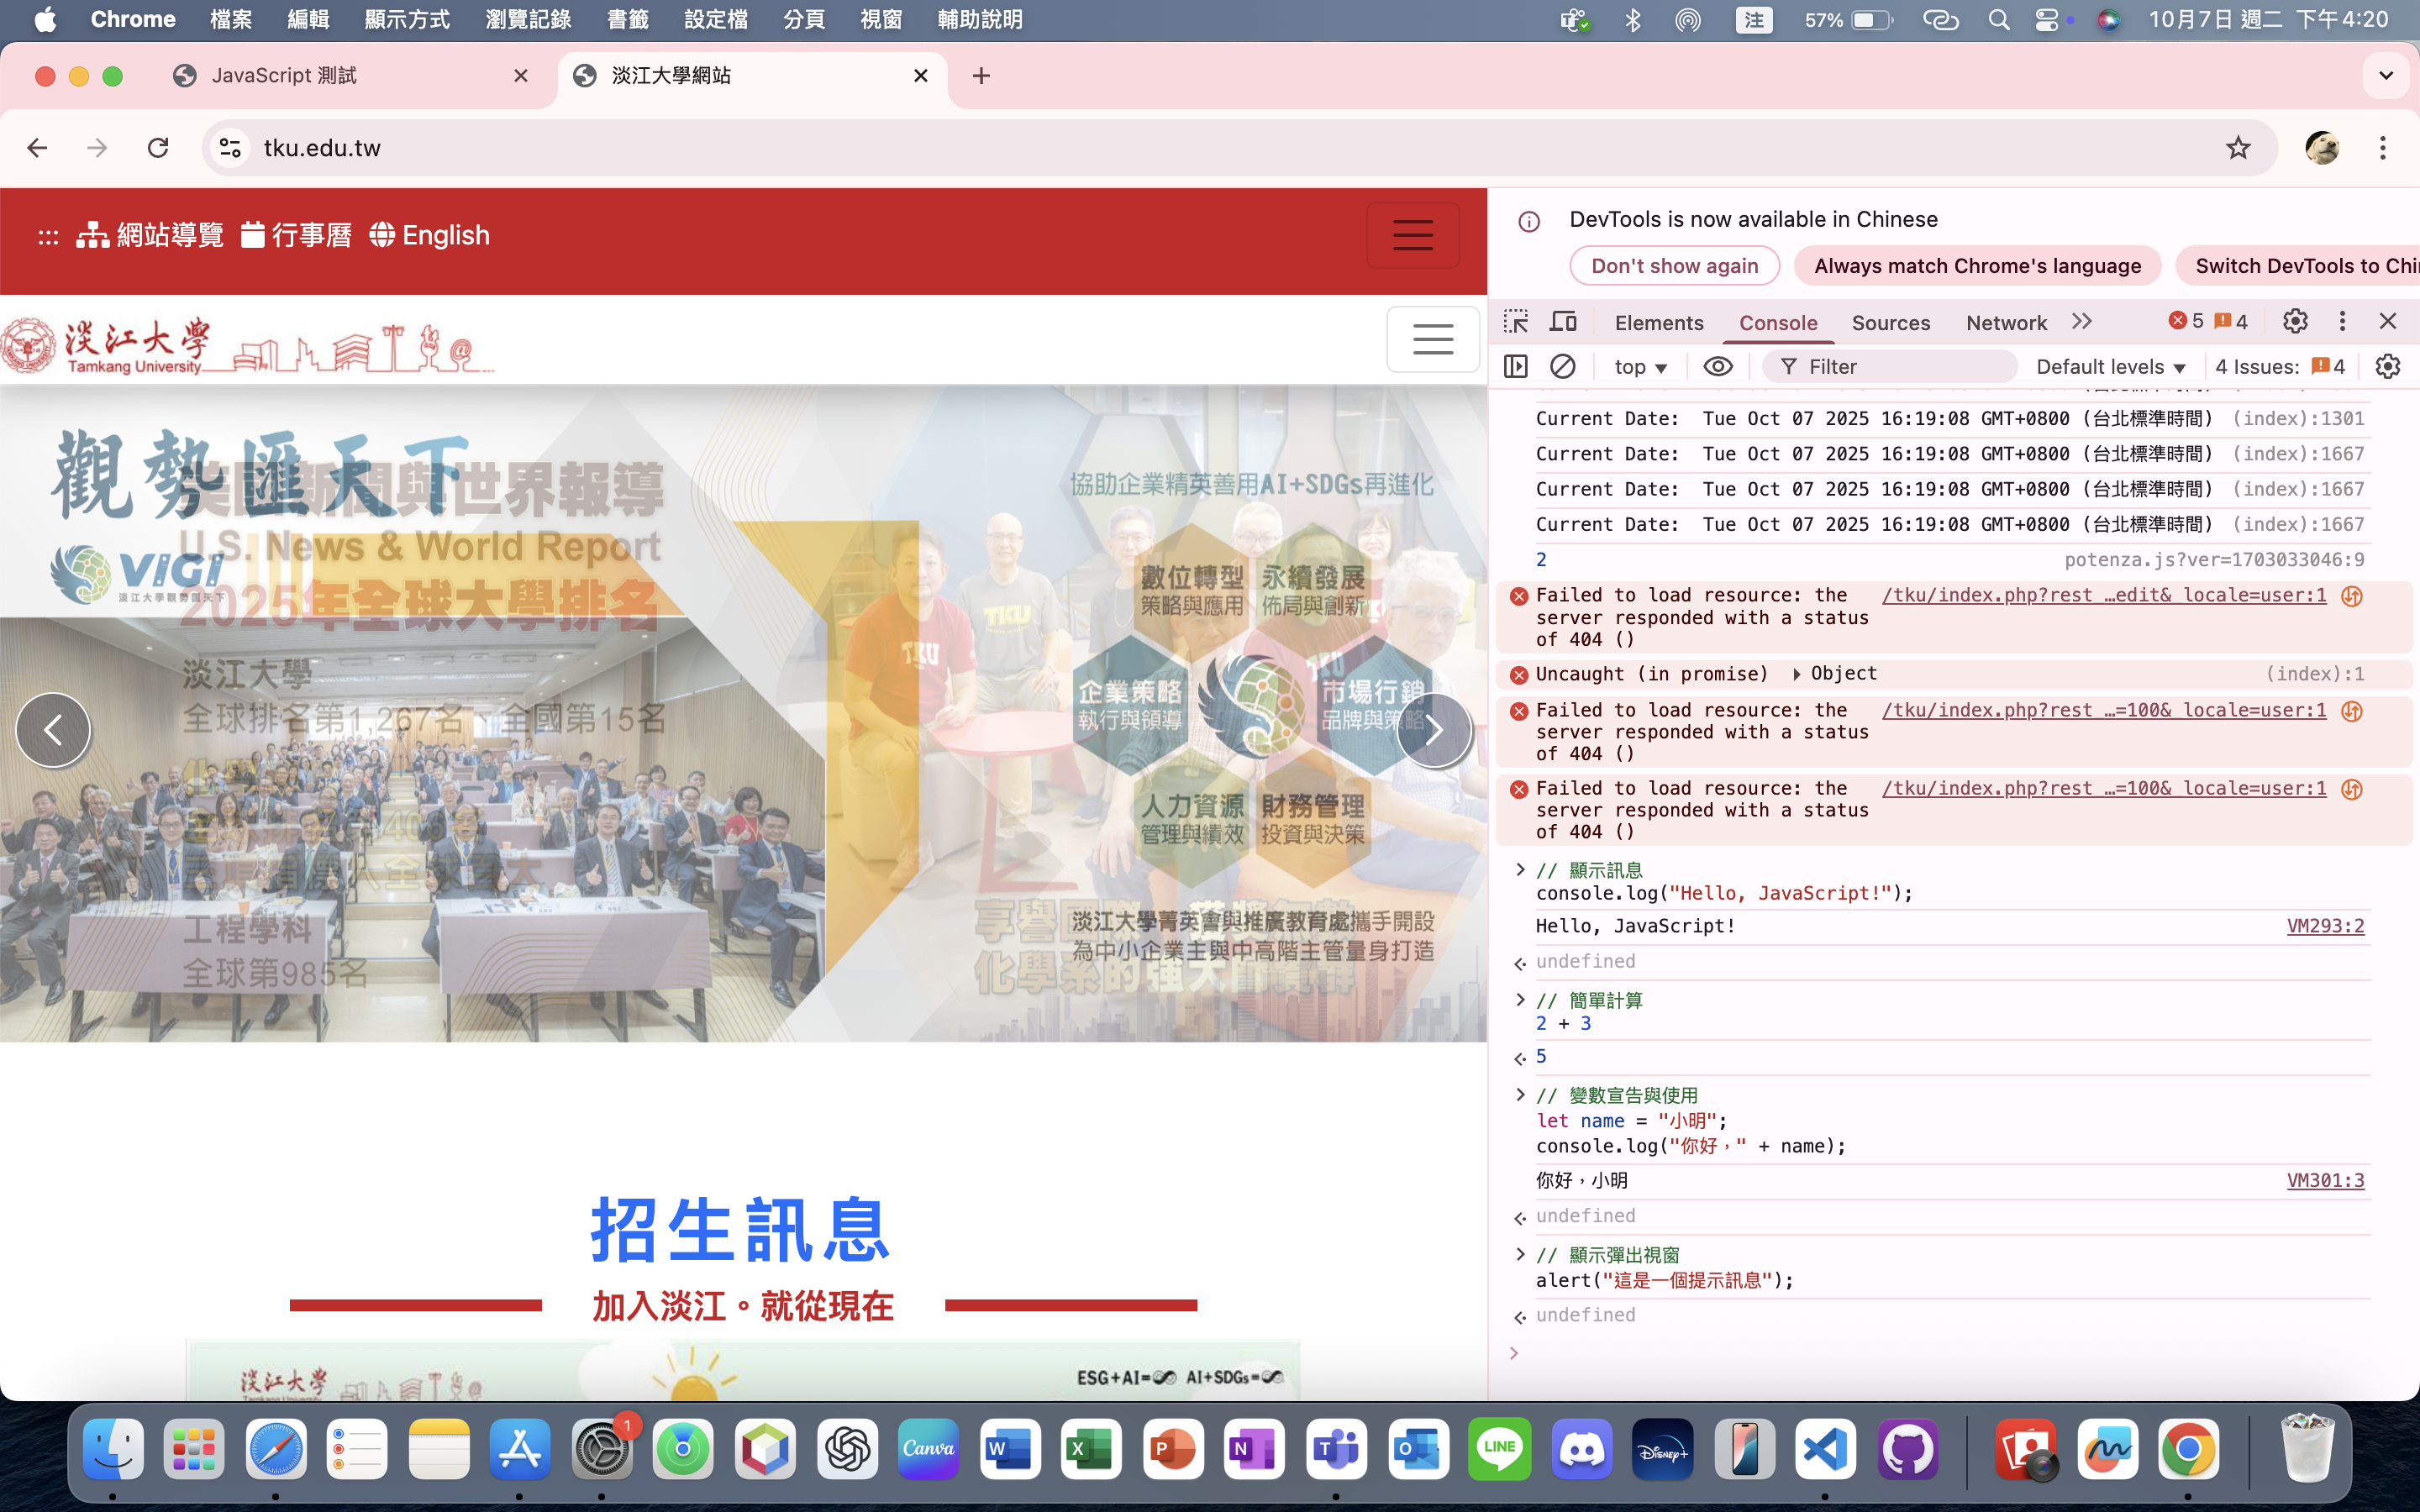 Chrome 檔案 編輯 顯示方式 瀏覽記錄 書籤 設定檔 分頁 視窗 輔助說明 注 57% 10月7日 週二 下午4:20
JavaScript 測試
淡江大學網站
tku.edu.tw
網站導覽 行事曆 English
淡江大學
Tamkang University
觀勢匯天下
美國新聞與世界報導
U.S. News & World Report
VIGI
淡江大學觀勢匯天下
2025年全球大學排名
淡江大學
全球排名第1,267名、全國第15名
工程學科
全球第985名
協助企業精英善用AI+SDGs再進化
數位轉型
策略與應用
永續發展
佈局與創新
企業策略
執行與領導
市場行銷
品牌與策略
人力資源
管理與績效
財務管理
投資與決策
淡江大學菁英會與推廣教育處攜手開設
為中小企業主與中高階主管量身打造
TKU
TKU
招生訊息
加入淡江。就從現在
淡江大學
ESG+AI=∞ AI+SDGs=∞
DevTools is now available in Chinese
Don't show again
Always match Chrome's language
Switch DevTools to Chi
Elements Console Sources Network 5 4
top Filter Default levels 4 Issues: 4
Current Date: Tue Oct 07 2025 16:19:08 GMT+0800 (台北標準時間) (index):1301
Current Date: Tue Oct 07 2025 16:19:08 GMT+0800 (台北標準時間) (index):1667
Current Date: Tue Oct 07 2025 16:19:08 GMT+0800 (台北標準時間) (index):1667
Current Date: Tue Oct 07 2025 16:19:08 GMT+0800 (台北標準時間) (index):1667
2 potenza.js?ver=1703033046:9
Failed to load resource: the /tku/index.php?rest_…edit&_locale=user:1
server responded with a status
of 404 ()
Uncaught (in promise) Object (index):1
Failed to load resource: the /tku/index.php?rest_…=100&_locale=user:1
server responded with a status
of 404 ()
Failed to load resource: the /tku/index.php?rest_…=100&_locale=user:1
server responded with a status
of 404 ()
// 顯示訊息
console.log("Hello, JavaScript!");
Hello, JavaScript! VM293:2
undefined
// 簡單計算
2 + 3
5
// 變數宣告與使用
let name = "小明";
console.log("你好，" + name);
你好，小明 VM301:3
undefined
// 顯示彈出視窗
alert("這是一個提示訊息");
undefined
1
Canva
W
X
P
N
T
O
LINE
Disney+